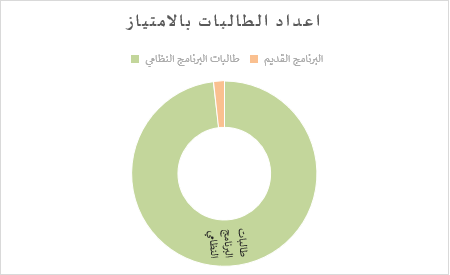 اعداد الطالبات بالامتياز
البرنامج القديم
طالبات البرنامج النظامي
طالبات
البرنامج
النظامي